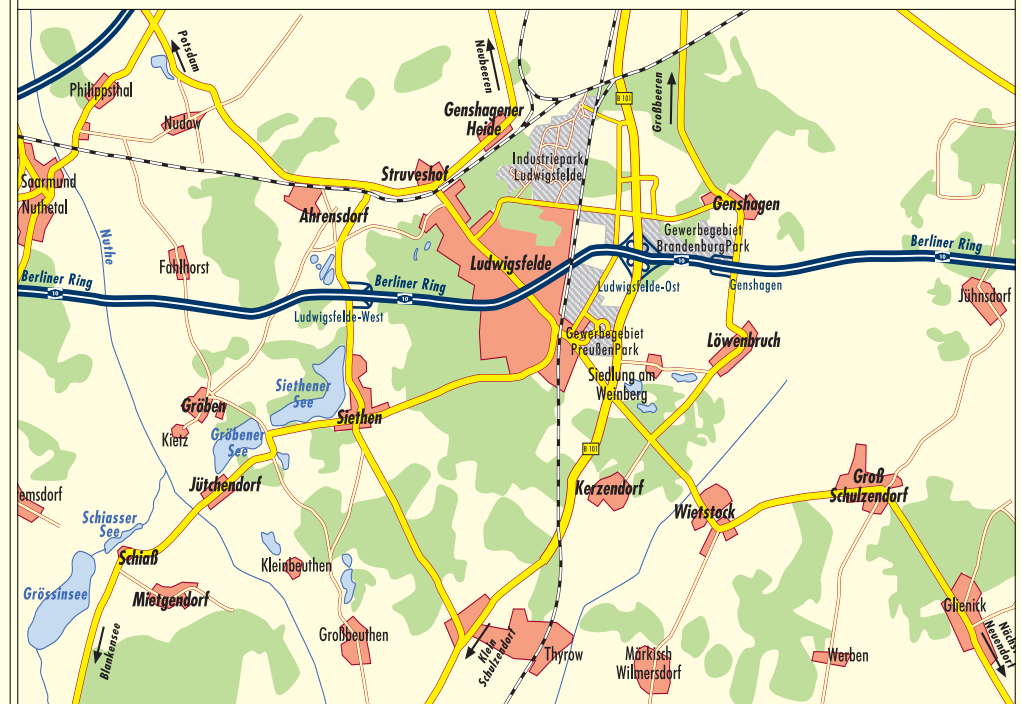 Potsdam
Neubeeren
Philippsthal
Nudow
Genshagener
Heide
B 101
Großbeeren
Struveshof
Industriepark
Ludwigsfelde
Saarmund
Nuthetal
Ahrensdorf
Genshagen
Nuthe
Gewerbegebiet
BrandenburgPark
Fahlhorst
Ludwigsfelde
Berliner Ring
10
Berliner Ring
10
Berliner Ring
10
10
Ludwigsfelde-West
Ludwigsfelde-Ost
Genshagen
Jühnsdorf
Gewerbegebiet
PreußenPark
Löwenbruch
Siethener
See
Siedlung am
Weinberg
Gröben
Siethen
Kietz
Gröbener
See
B 101
Jütchendorf
Kerzendorf
Groß
Schulzendorf
emsdorf
Wietstock
Schiasser
See
Schiaß
Kleinbeuthen
Grössinsee
Mietgendorf
Glienick
Großbeuthen
Blankensee
Klein
Schulzendorf
Thyrow
Märkisch
Wilmersdorf
Werben
Nächst
Neuendorf